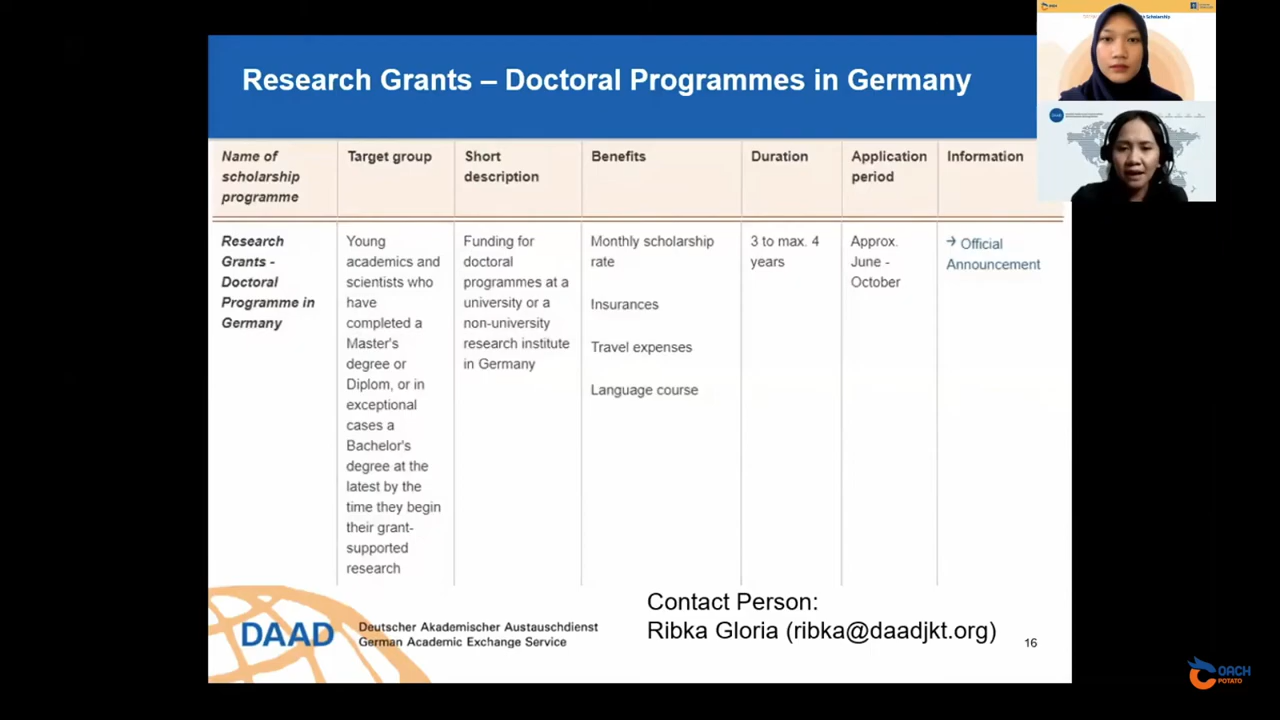 Research Grants – Doctoral Programmes in Germany
Name of
scholarship
programme
Target group
Short
description
Benefits
Duration
Application
period
Information
Research
Grants -
Doctoral
Programme in
Germany
Young
academics and
scientists who
have
completed a
Master's
degree or
Diplom, or in
exceptional
cases a
Bachelor's
degree at the
latest by the
time they begin
their grant-
supported
research
Funding for
doctoral
programmes at a
university or a
non-university
research institute
in Germany
Monthly scholarship
rate
Insurances
Travel expenses
Language course
3 to max. 4
years
Approx.
June -
October
→ Official
Announcement
DAAD
Deutscher Akademischer Austauschdienst
German Academic Exchange Service
Contact Person:
Ribka Gloria (ribka@daadjkt.org)
16
Scholarship
DAAD
OACH
POTATO